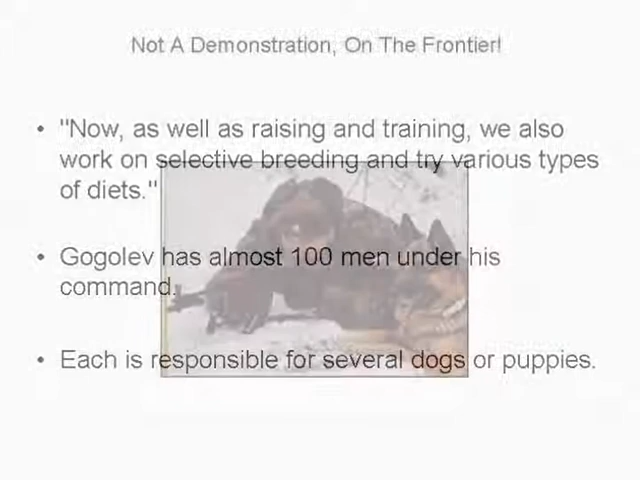 Not A Demonstration, On The Frontier!
• "Now, as well as raising and training, we also
work on selective breeding and try various types
of diets."
• Gogolev has almost 100 men under his
command.
• Each is responsible for several dogs or puppies.